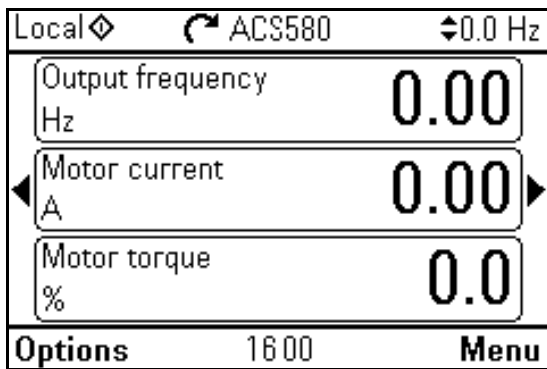 Local ACS580 0.0 Hz
Output frequency 0.00
Hz
Motor current 0.00
A
Motor torque 0.0
%
Options 16 00 Menu